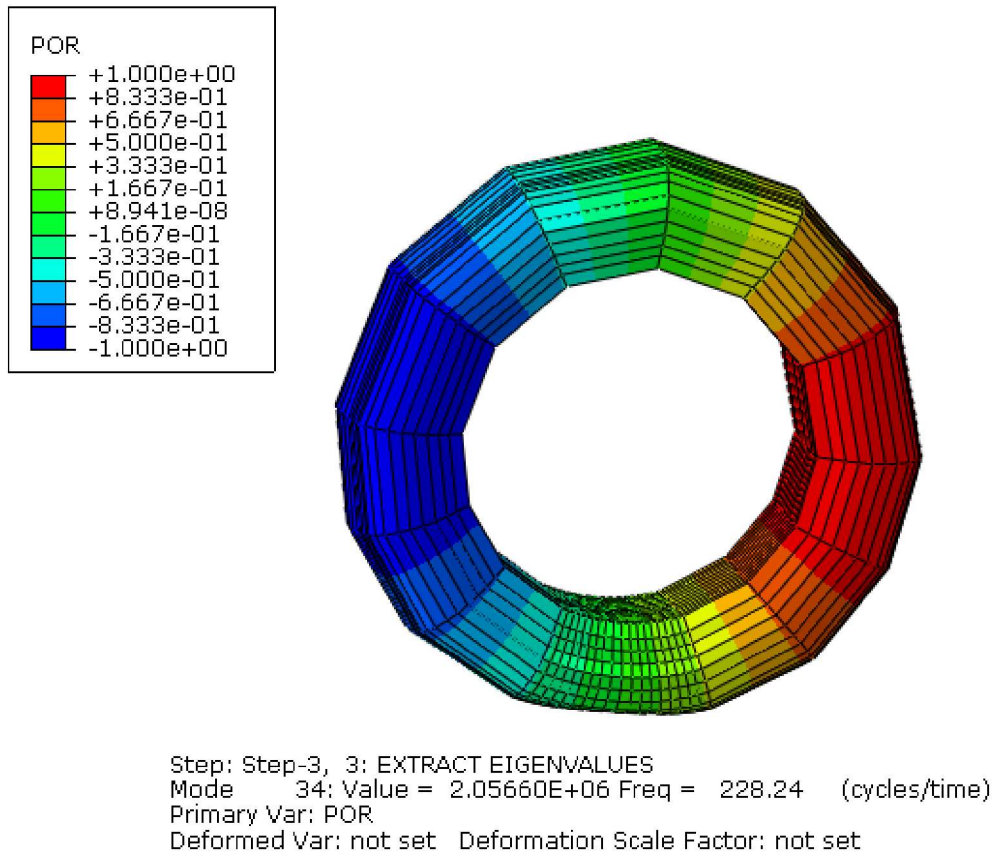 POR
+1.000e+00
+8.333e-01
+6.667e-01
+5.000e-01
+3.333e-01
+1.667e-01
+8.941e-08
-1.667e-01
-3.333e-01
-5.000e-01
-6.667e-01
-8.333e-01
-1.000e+00
Step: Step-3, 3: EXTRACT EIGENVALUES
Mode 34: Value = 2.05660E+06 Freq = 228.24 (cycles/time)
Primary Var: POR
Deformed Var: not set Deformation Scale Factor: not set